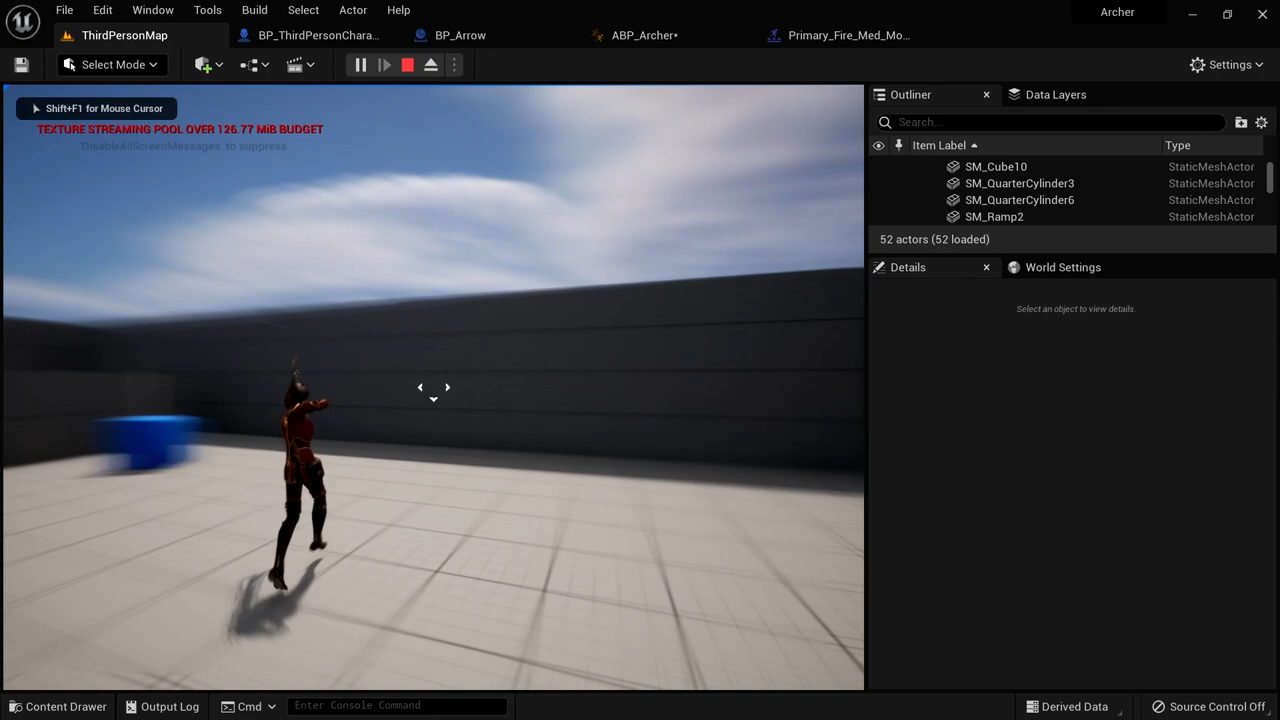 File Edit Window Tools Build Select Actor Help
Archer
ThirdPersonMap
BP_ThirdPersonChara...
BP_Arrow
ABP_Archer*
Primary_Fire_Med_Mo...
Select Mode
Settings
Shift+F1 for Mouse Cursor
TEXTURE STREAMING POOL OVER 126.77 MiB BUDGET
'DisableAllScreenMessages' to suppress
Outliner
Data Layers
Search...
Item Label
Type
SM_Cube10 StaticMeshActor
SM_QuarterCylinder3 StaticMeshActor
SM_QuarterCylinder6 StaticMeshActor
SM_Ramp2 StaticMeshActor
52 actors (52 loaded)
Details
World Settings
Select an object to view details.
Content Drawer
Output Log
Cmd
Enter Console Command
Derived Data
Source Control Off